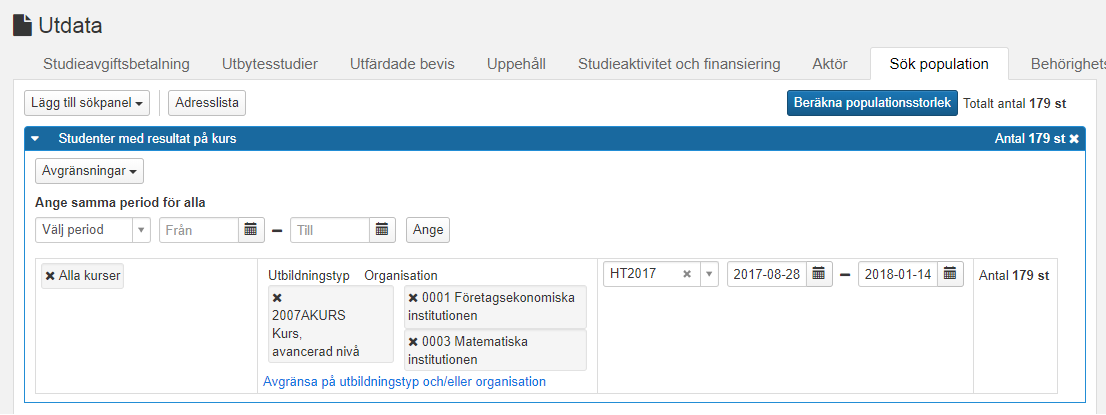 Utdata
Studieavgiftsbetalning Utbytesstudier Utfärdade bevis Uppehåll Studieaktivitet och finansiering Aktör Sök population Behörighets
Lägg till sökpanel Adresslista Beräkna populationsstorlek Totalt antal 179 st
Studenter med resultat på kurs Antal 179 st
Avgränsningar
Ange samma period för alla
Välj period Från Till Ange
Alla kurser
Utbildningstyp Organisation
2007AKURS
Kurs,
avancerad nivå
0001 Företagsekonomiska
institutionen
0003 Matematiska
institutionen
Avgränsa på utbildningstyp och/eller organisation
HT2017 2017-08-28 2018-01-14
Antal 179 st